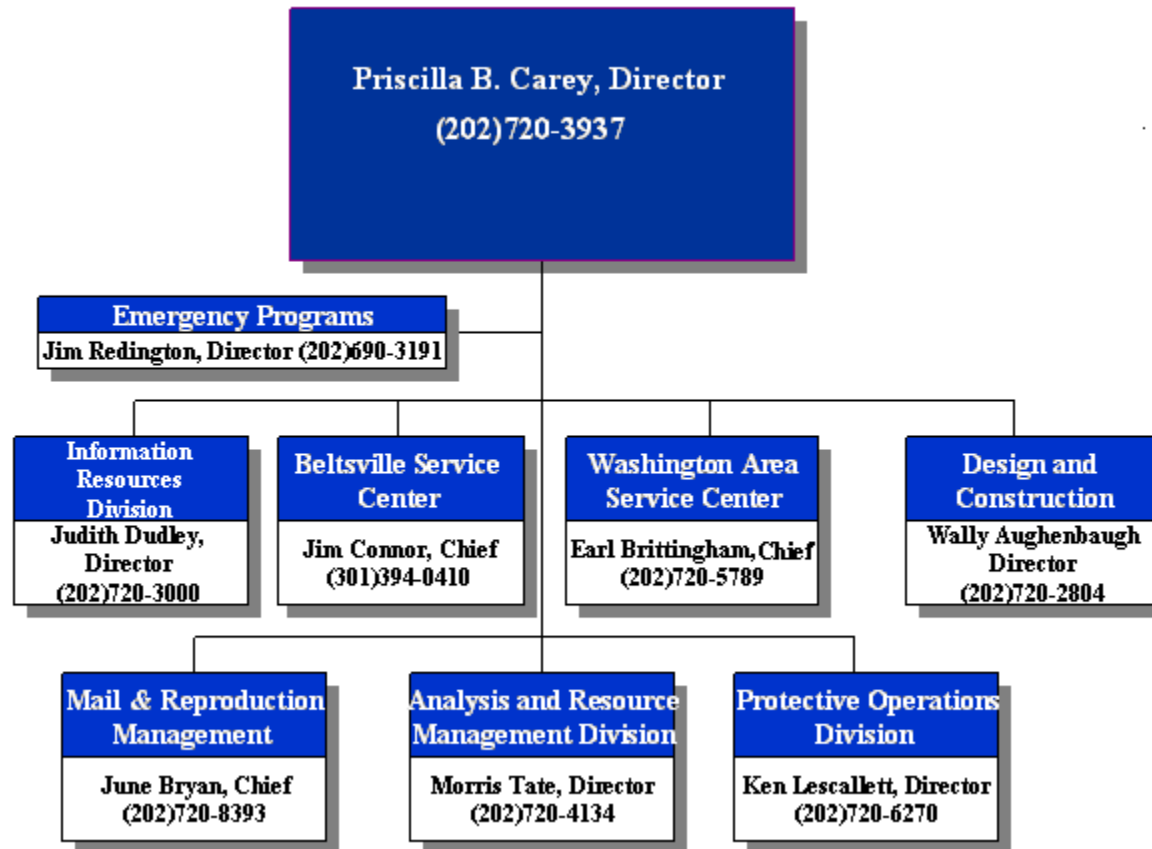 Priscilla B. Carey, Director
(202)720-3937
Emergency Programs
Jim Redington, Director (202)690-3191
Information
Resources
Division
Judith Dudley,
Director
(202)720-3000
Beltsville Service
Center
Jim Connor, Chief
(301)394-0410
Washington Area
Service Center
Earl Brittingham, Chief
(202)720-5789
Design and
Construction
Wally Aughenbaugh
Director
(202)720-2804
Mail & Reproduction
Management
June Bryan, Chief
(202)720-8393
Analysis and Resource
Management Division
Morris Tate, Director
(202)720-4134
Protective Operations
Division
Ken Lescallett, Director
(202)720-6270